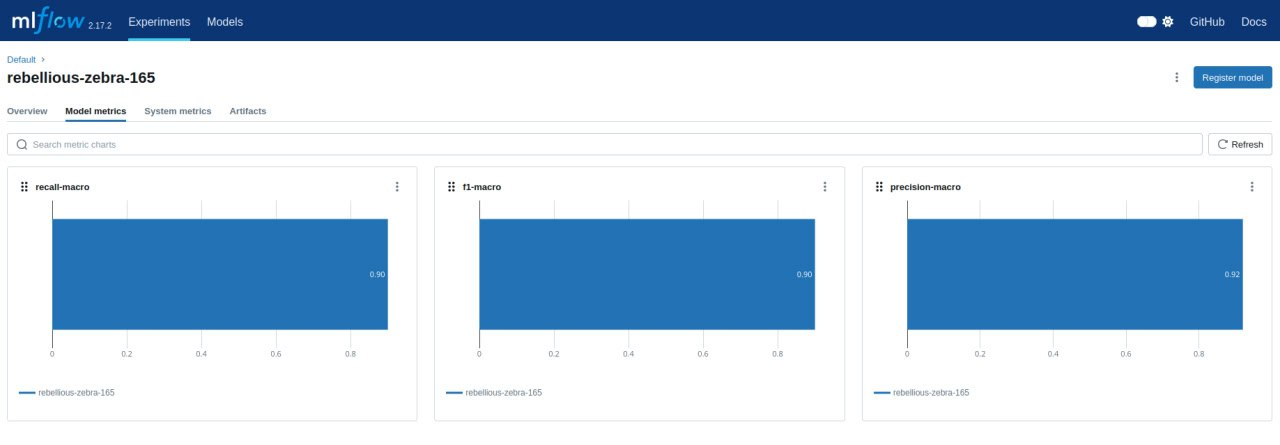 mlflow 2.17.2 Experiments Models GitHub Docs
Default
rebellious-zebra-165
Register model
Overview Model metrics System metrics Artifacts
Search metric charts
Refresh
recall-macro
0.90
0 0.2 0.4 0.6 0.8
rebellious-zebra-165
f1-macro
0.90
0 0.2 0.4 0.6 0.8
rebellious-zebra-165
precision-macro
0.92
0 0.2 0.4 0.6 0.8
rebellious-zebra-165